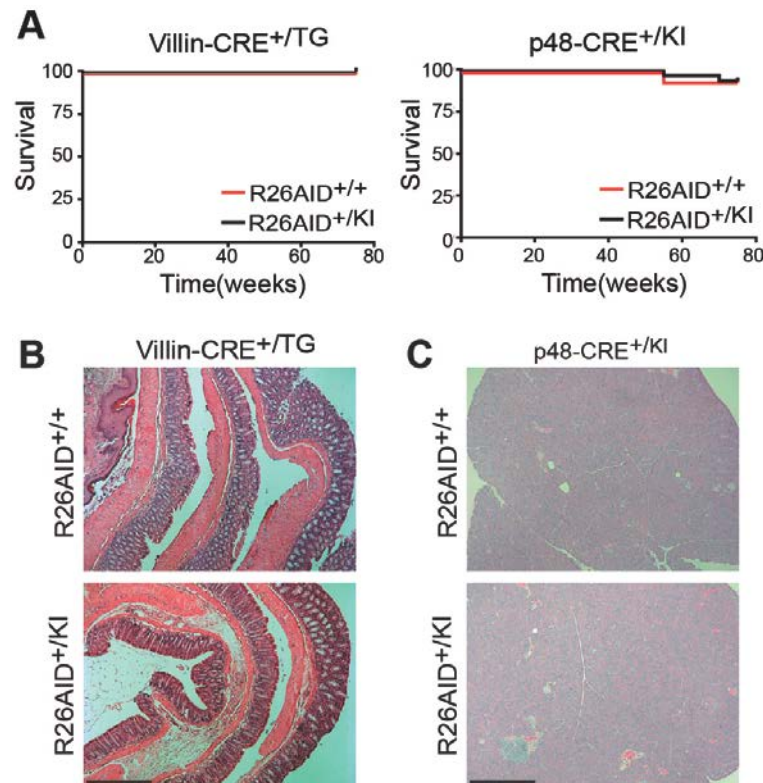 A
Villin-CRE+/TG
Survival
100
75
50
25
0
R26AID+/+
R26AID+/KI
0 20 40 60 80
Time(weeks)
p48-CRE+/KI
Survival
100
75
50
25
0
R26AID+/+
R26AID+/KI
0 20 40 60 80
Time(weeks)
B
Villin-CRE+/TG
R26AID+/+
R26AID+/KI
C
p48-CRE+/KI
R26AID+/+
R26AID+/KI